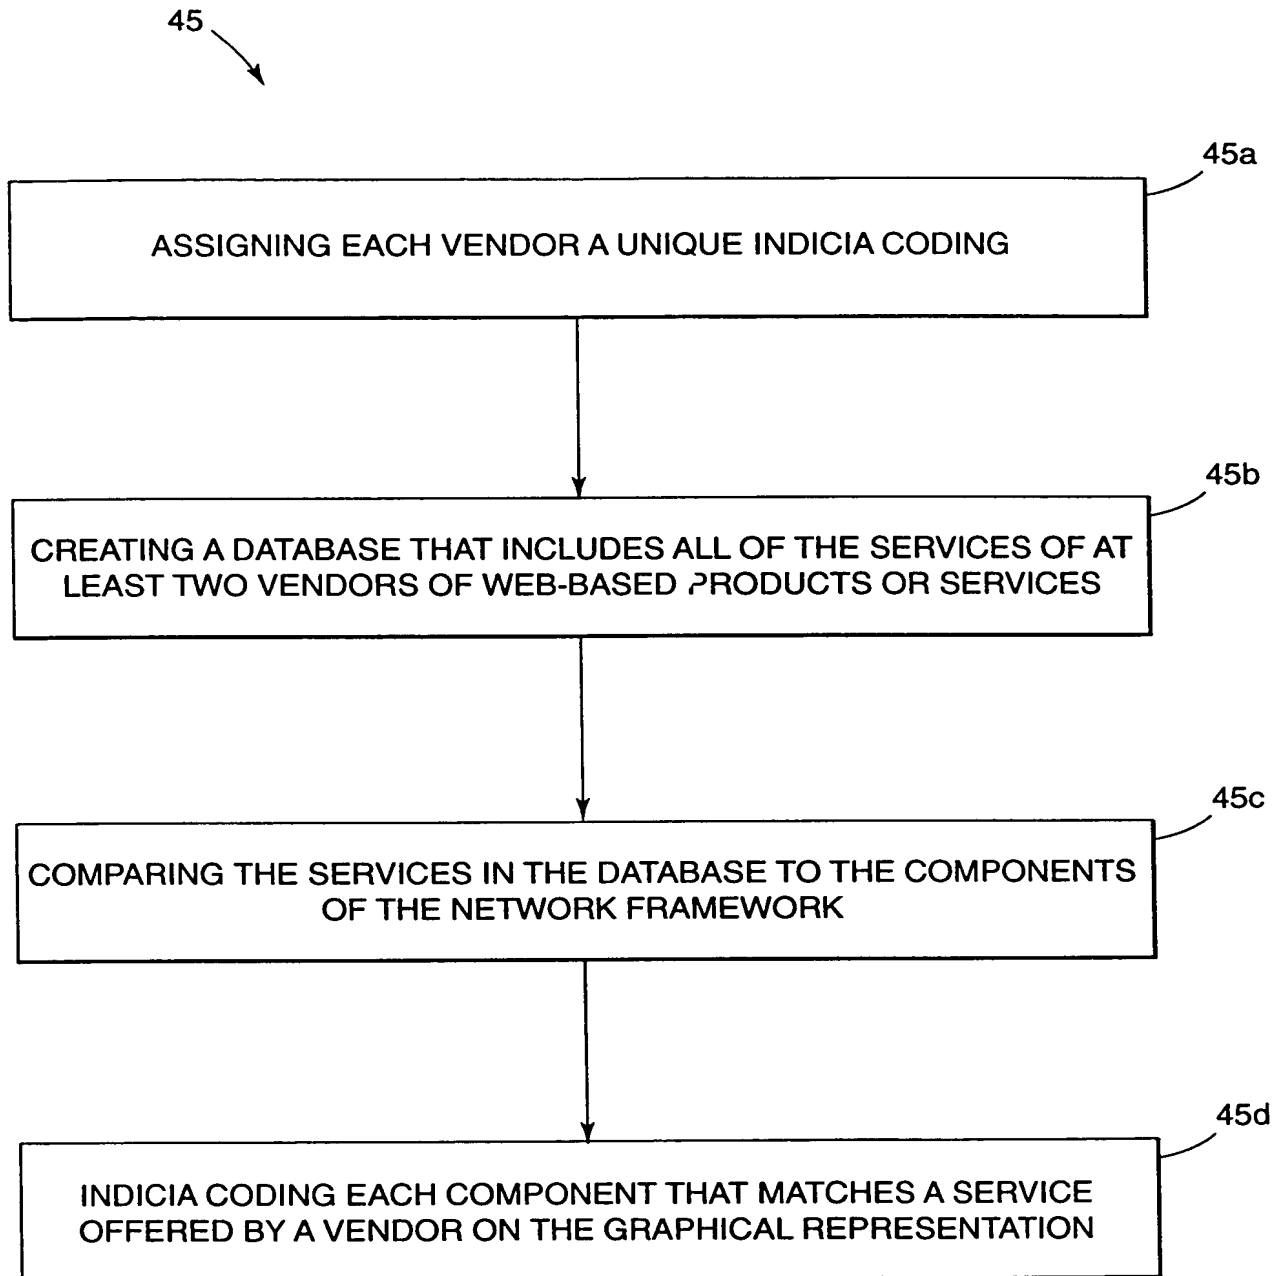 45
45a
ASSIGNING EACH VENDOR A UNIQUE INDICIA CODING
45b
CREATING A DATABASE THAT INCLUDES ALL OF THE SERVICES OF AT
LEAST TWO VENDORS OF WEB-BASED PRODUCTS OR SERVICES
45c
COMPARING THE SERVICES IN THE DATABASE TO THE COMPONENTS
OF THE NETWORK FRAMEWORK
45d
INDICIA CODING EACH COMPONENT THAT MATCHES A SERVICE
OFFERED BY A VENDOR ON THE GRAPHICAL REPRESENTATION